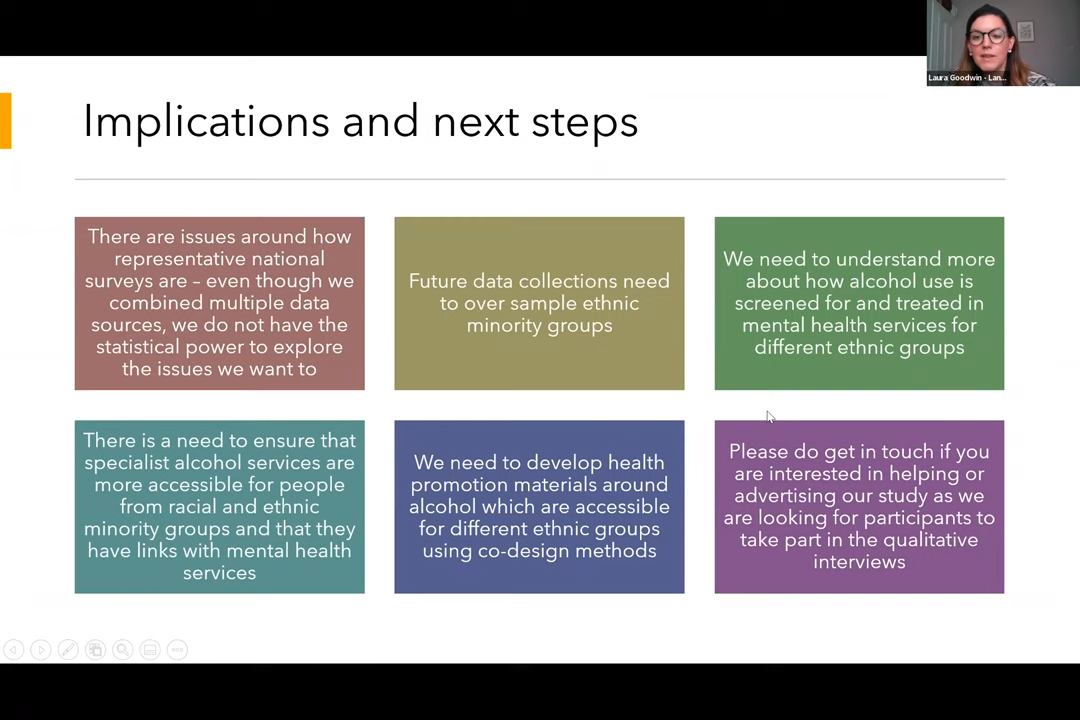 Laura Goodwin - Lan...
Implications and next steps
There are issues around how
representative national
surveys are – even though we
combined multiple data
sources, we do not have the
statistical power to explore
the issues we want to
Future data collections need
to over sample ethnic
minority groups
We need to understand more
about how alcohol use is
screened for and treated in
mental health services for
different ethnic groups
There is a need to ensure that
specialist alcohol services are
more accessible for people
from racial and ethnic
minority groups and that they
have links with mental health
services
We need to develop health
promotion materials around
alcohol which are accessible
for different ethnic groups
using co-design methods
Please do get in touch if you
are interested in helping or
advertising our study as we
are looking for participants to
take part in the qualitative
interviews